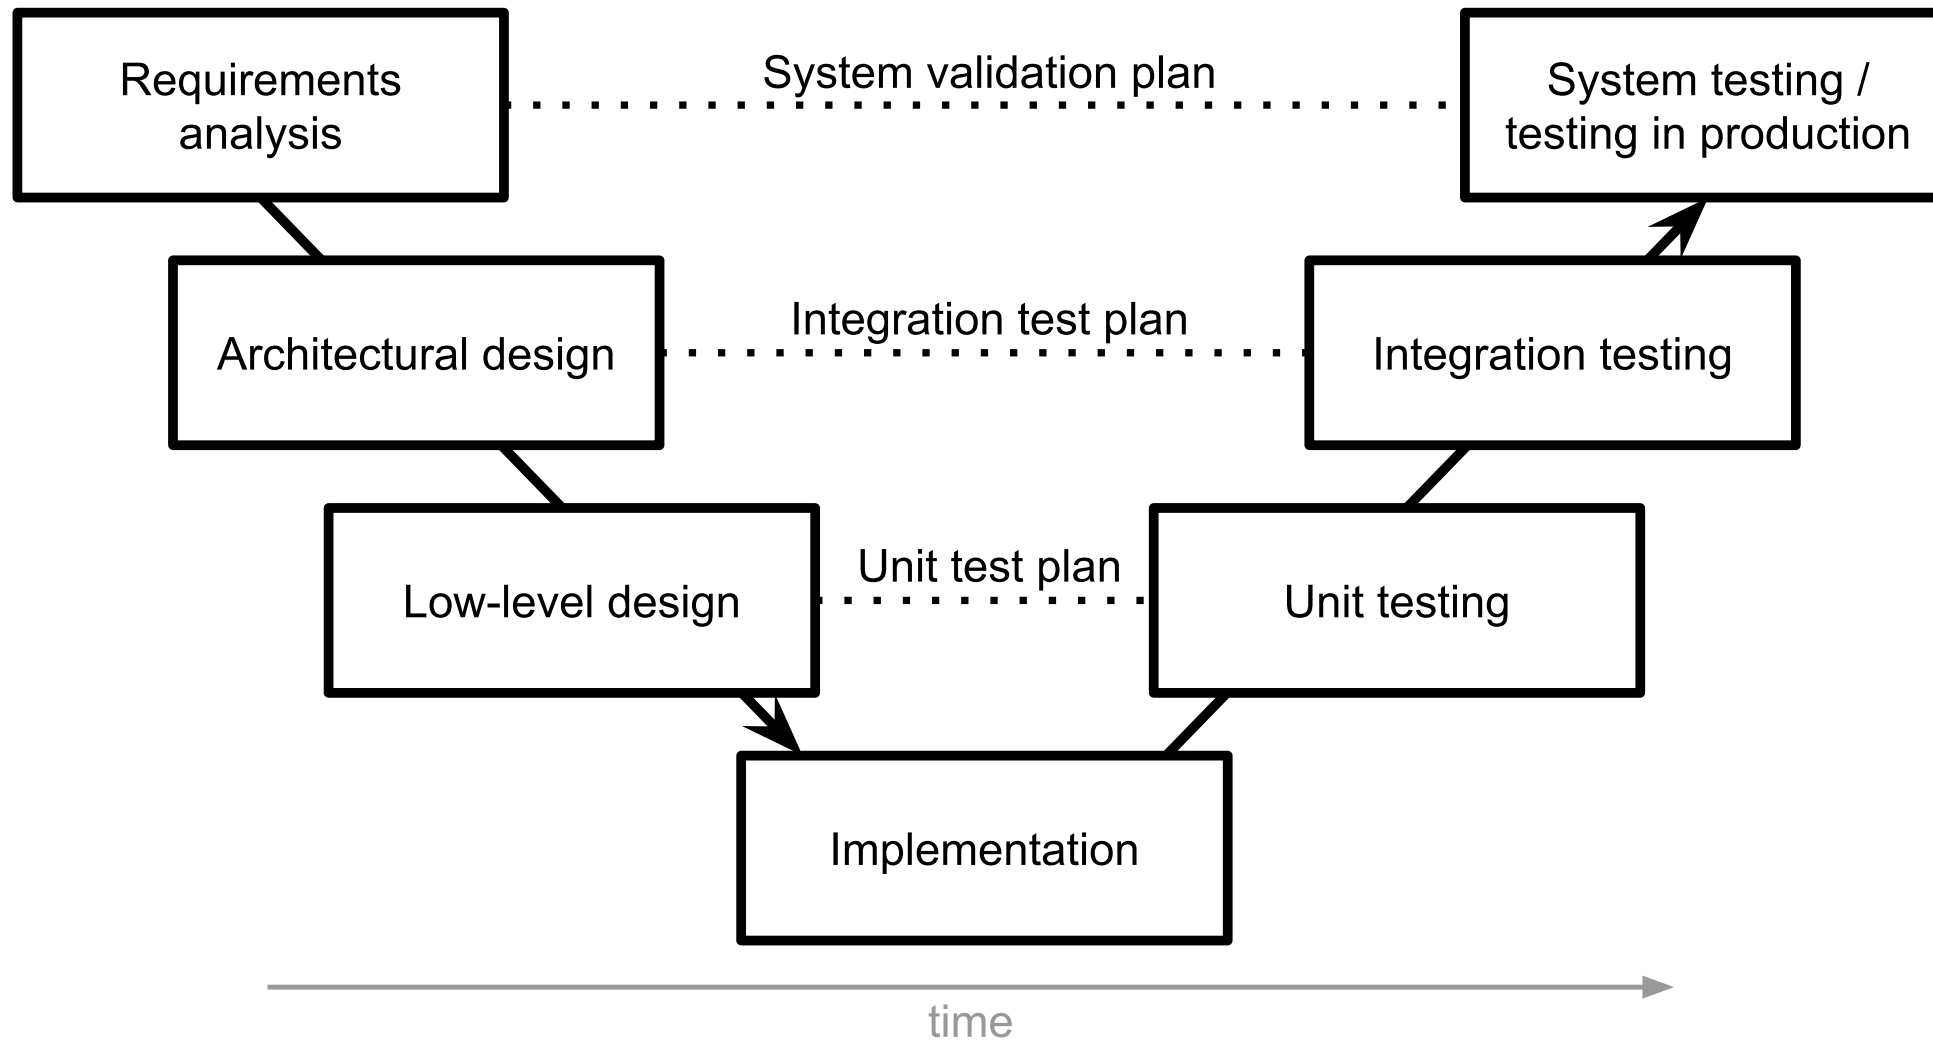 Requirements
analysis
System validation plan
System testing /
testing in production
Architectural design
Integration test plan
Integration testing
Low-level design
Unit test plan
Unit testing
Implementation
time